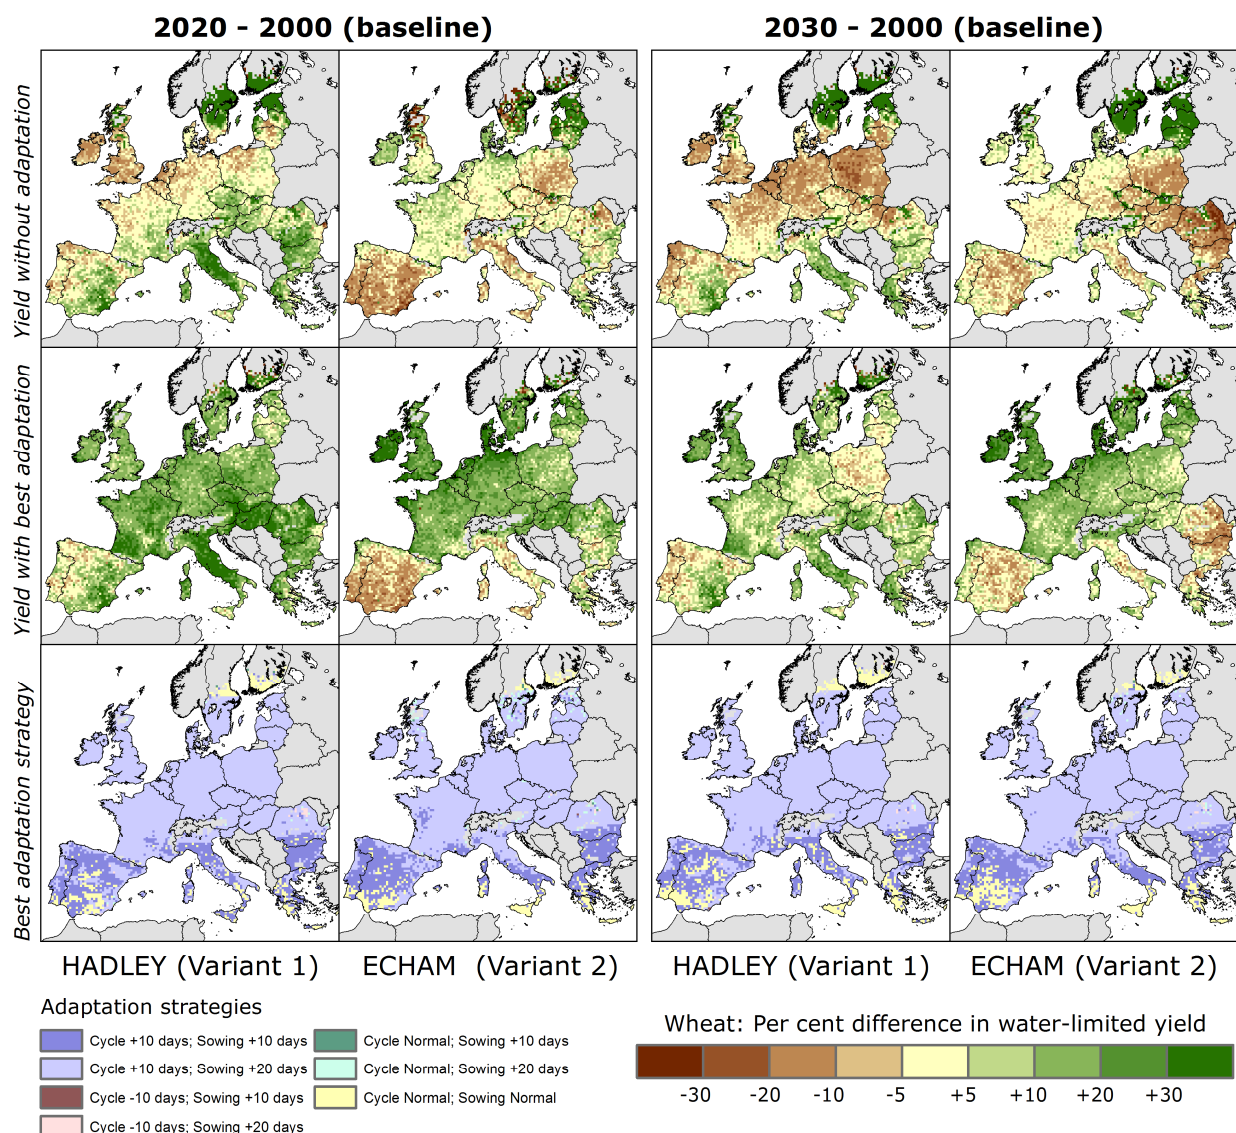 2020 - 2000 (baseline)
2030 - 2000 (baseline)
Yield without adaptation
Yield with best adaptation
Best adaptation strategy
HADLEY (Variant 1)
ECHAM (Variant 2)
HADLEY (Variant 1)
ECHAM (Variant 2)
Adaptation strategies
Cycle +10 days; Sowing +10 days
Cycle +10 days; Sowing +20 days
Cycle -10 days; Sowing +10 days
Cycle -10 days; Sowing +20 days
Cycle Normal; Sowing +10 days
Cycle Normal; Sowing +20 days
Cycle Normal; Sowing Normal
Wheat: Per cent difference in water-limited yield
-30 -20 -10 -5 +5 +10 +20 +30